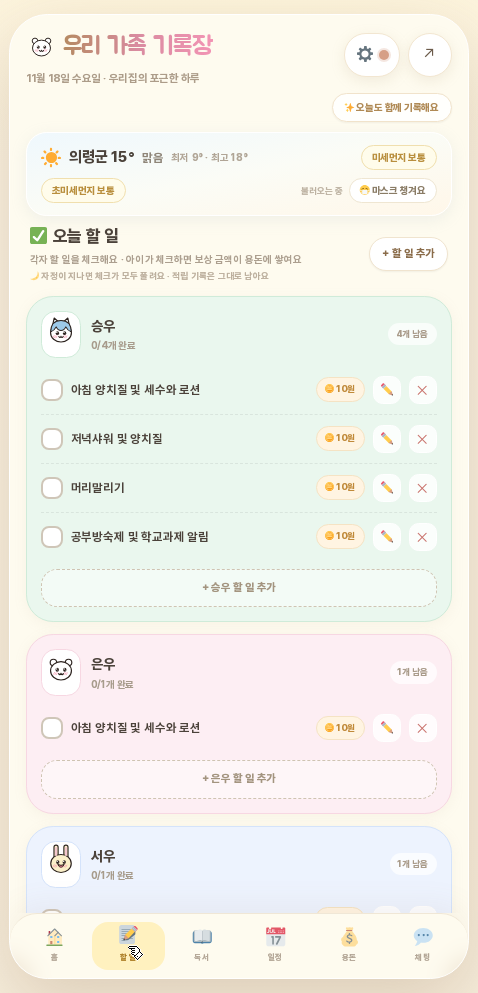 우리 가족 기록장
11월 18일 수요일 · 우리집의 포근한 하루
✨오늘도 함께 기록해요
의령군 15° 맑음 최저 9° · 최고 18°
미세먼지 보통
초미세먼지 보통
불러오는 중
마스크 챙겨요
오늘 할 일
각자 할 일을 체크해요 · 아이가 체크하면 보상 금액이 용돈에 쌓여요
🌙 자정이 지나면 체크가 모두 풀려요 · 적립 기록은 그대로 남아요
+ 할 일 추가
승우
0/4개 완료
4개 남음
아침 양치질 및 세수와 로션
10원
저녁샤워 및 양치질
10원
머리말리기
10원
공부방숙제 및 학교과제 알림
10원
+ 승우 할 일 추가
은우
0/1개 완료
1개 남음
아침 양치질 및 세수와 로션
10원
+ 은우 할 일 추가
서우
0/1개 완료
1개 남음
홈
할 일
독서
일정
용돈
채팅